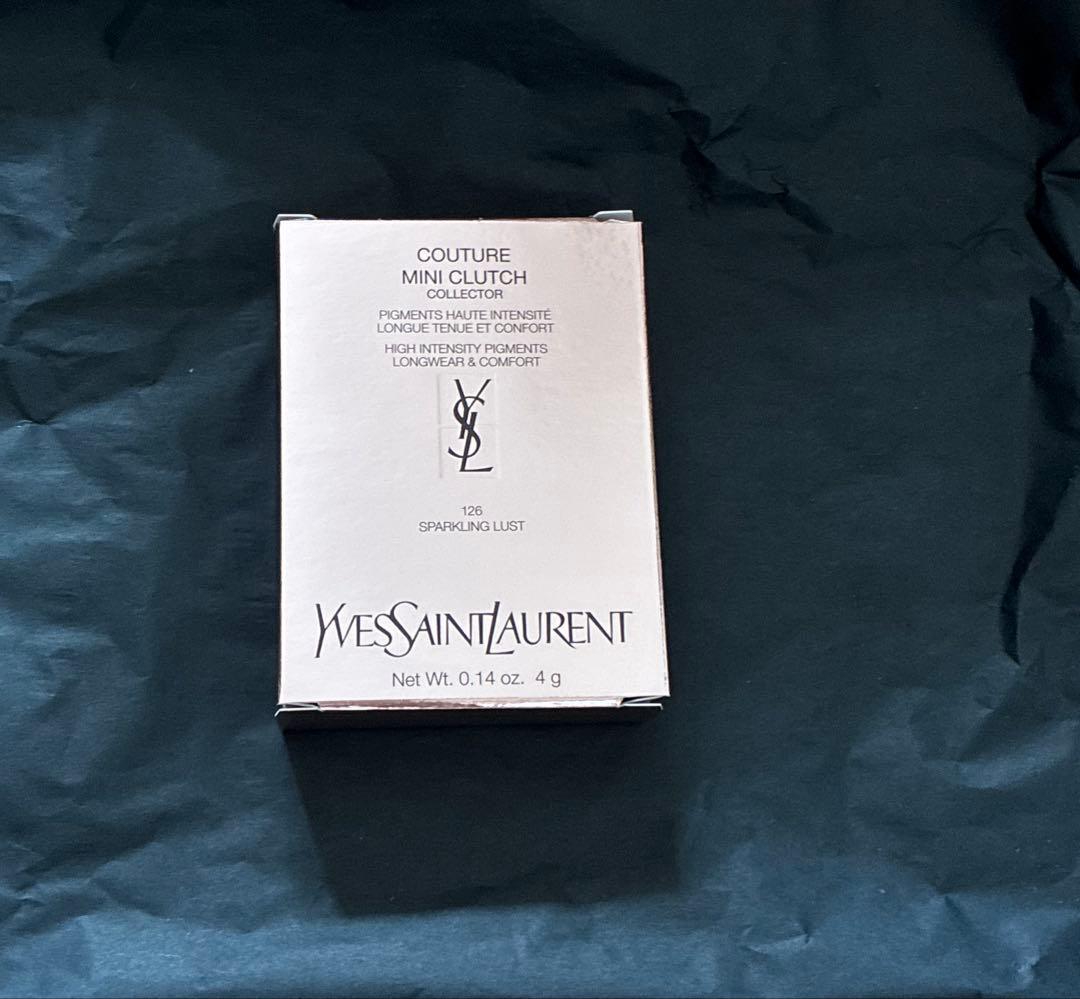 COUTURE
MINI CLUTCH
COLLECTOR
PIGMENTS HAUTE INTENSITÉ
LONGUE TENUE ET CONFORT
HIGH INTENSITY PIGMENTS
LONGWEAR & COMFORT
YSL
126
SPARKLING LUST
YVESSAINTLAURENT
Net Wt. 0.14 oz. 4 g